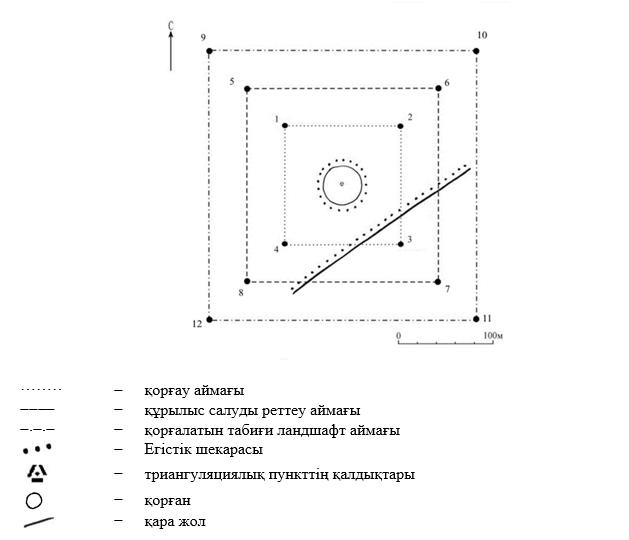 С
9
10
5
6
1
2
4
3
8
7
12
11
0
100м
– қорғау аймағы
– құрылыс салуды реттеу аймағы
– қорғалатын табиғи ландшафт аймағы
– Егістік шекарасы
– триангуляциялық пункттің қалдықтары
– қорған
– қара жол